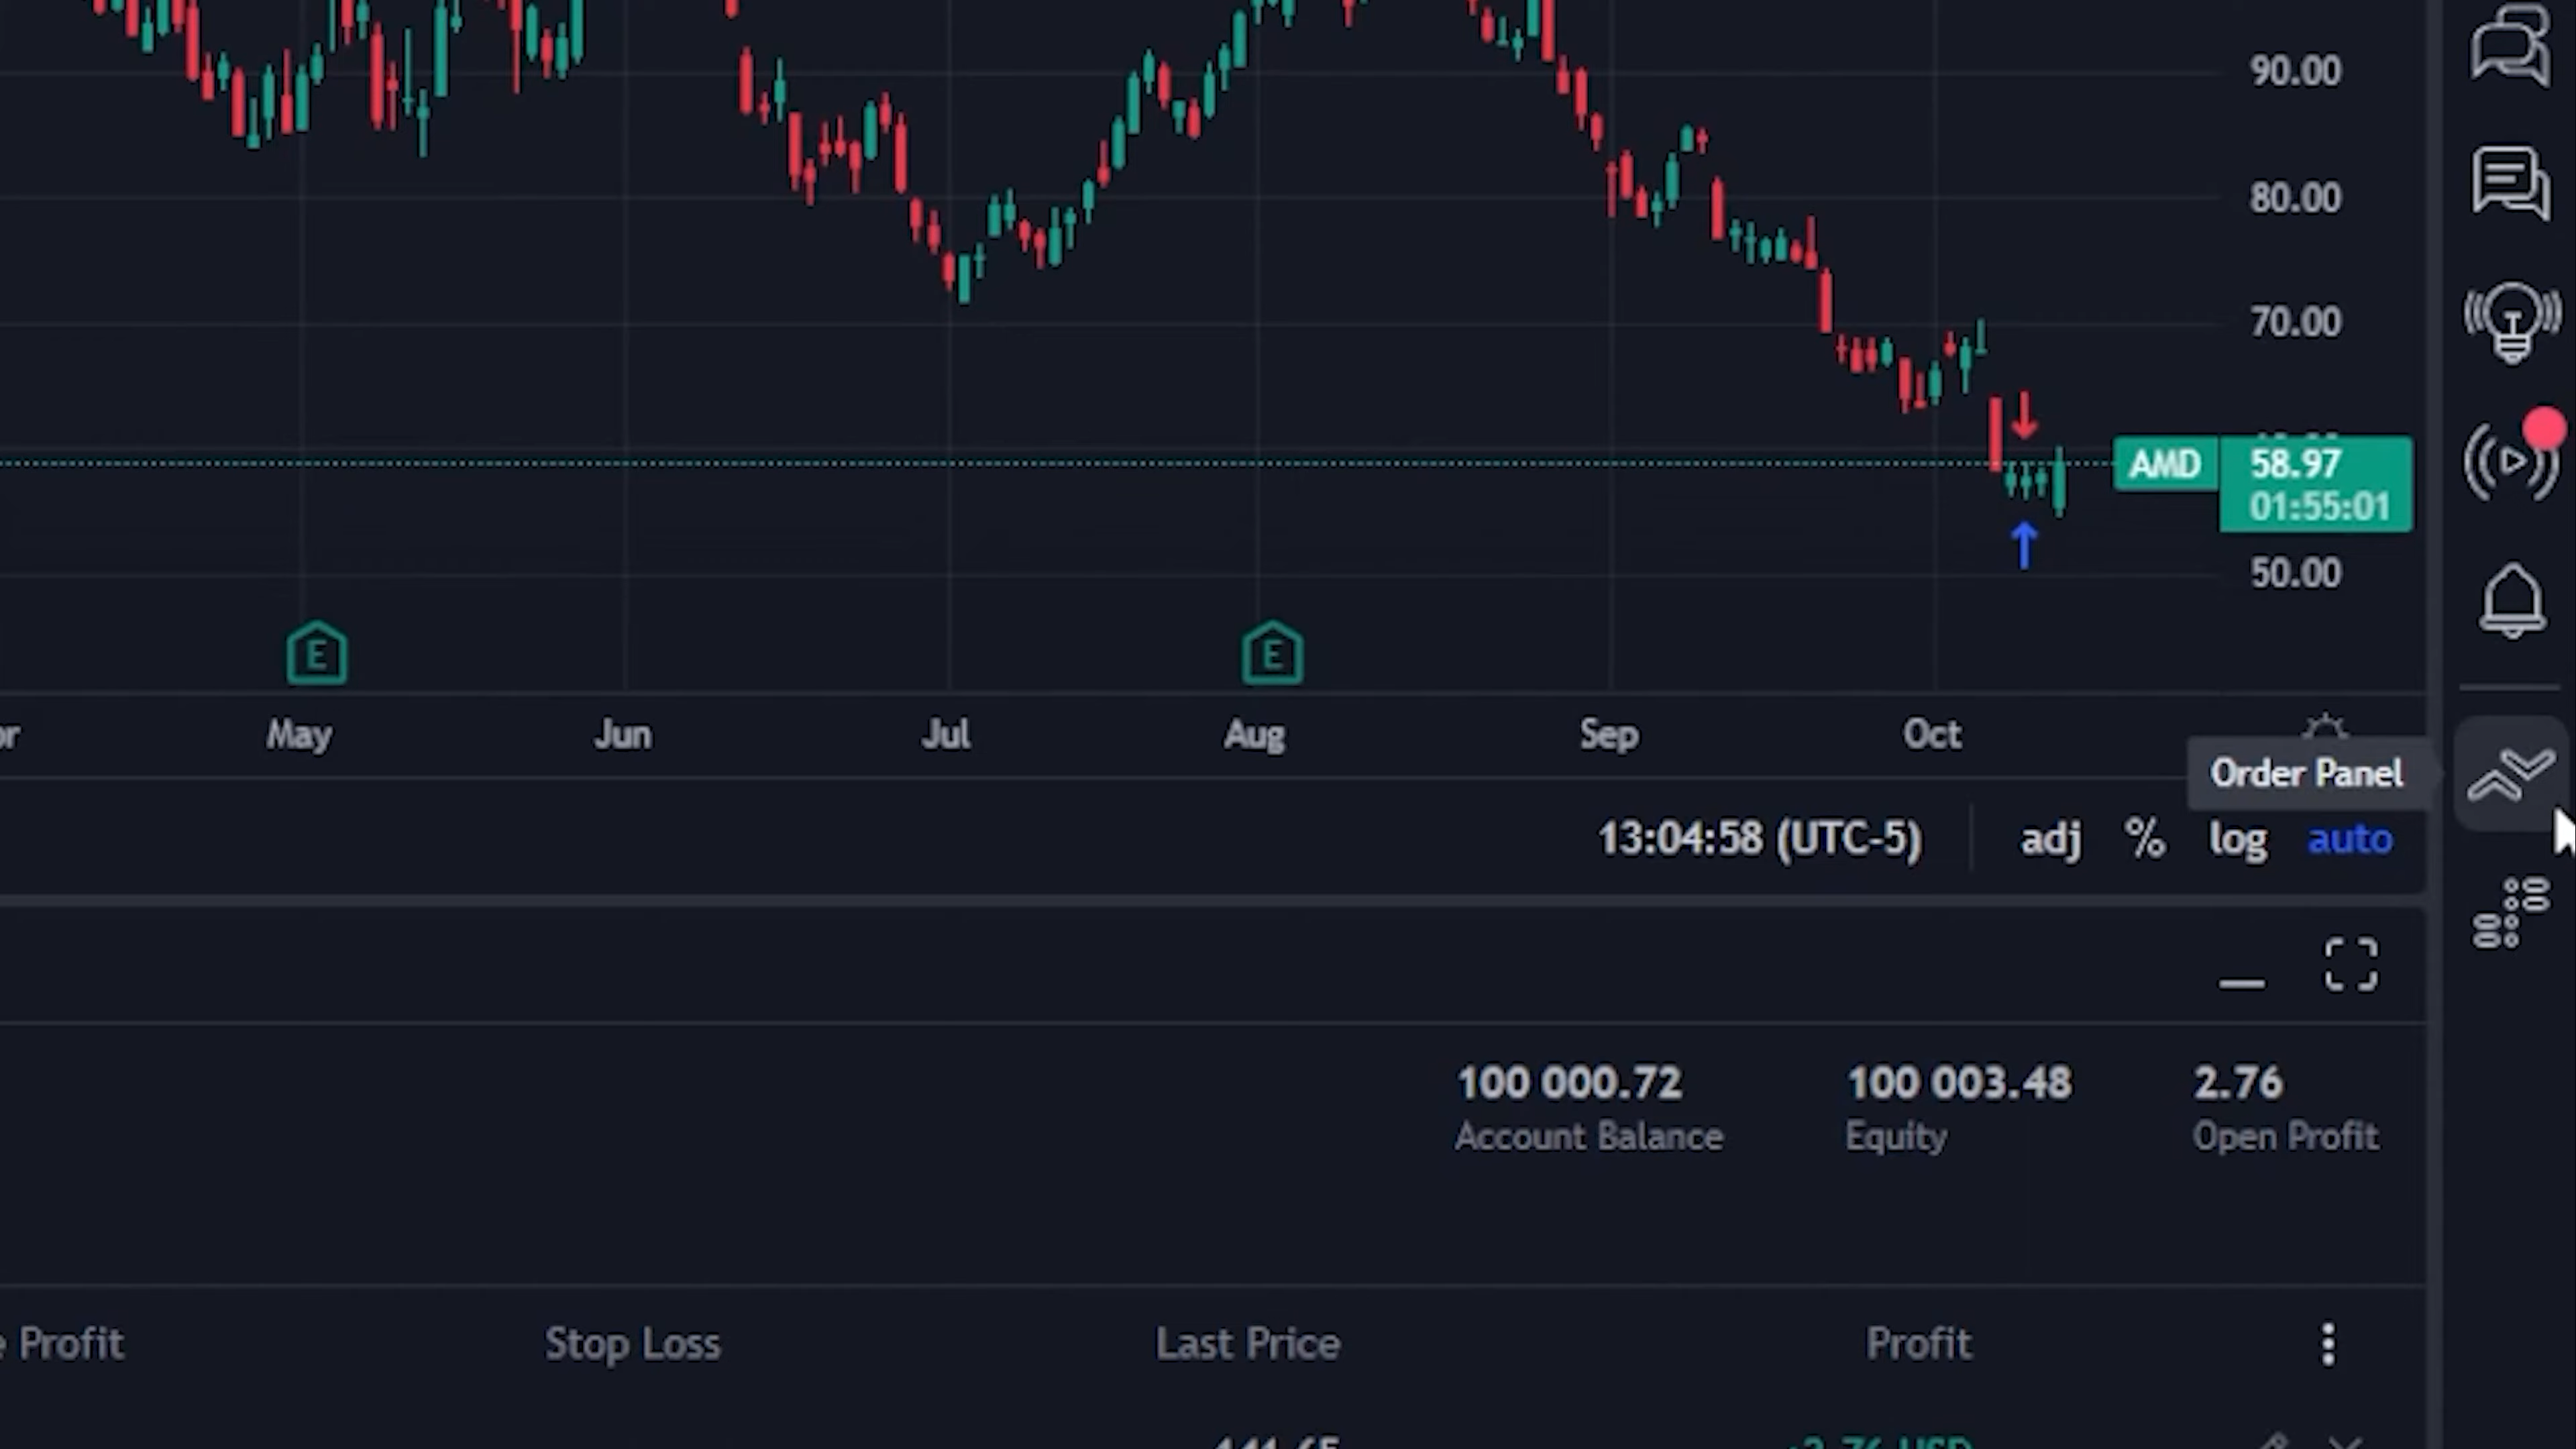 90.00
80.00
70.00
AMD 58.97
01:55:01
50.00
E E
May Jun Jul Aug Sep Oct
Order Panel
13:04:58 (UTC-5) adj % log auto
100 000.72 100 003.48 2.76
Account Balance Equity Open Profit
Profit Stop Loss Last Price Profit